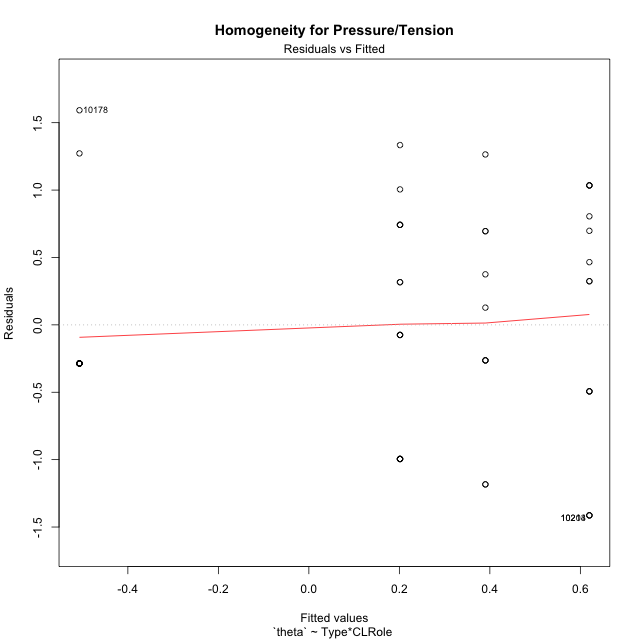 Homogeneity for Pressure/Tension
Residuals vs Fitted
10178
1.5
1.0
0.5
0.0
-0.5
-1.0
-1.5
Residuals
-0.4
-0.2
0.0
0.2
0.4
0.6
Fitted values
`theta` ~ Type*CLRole